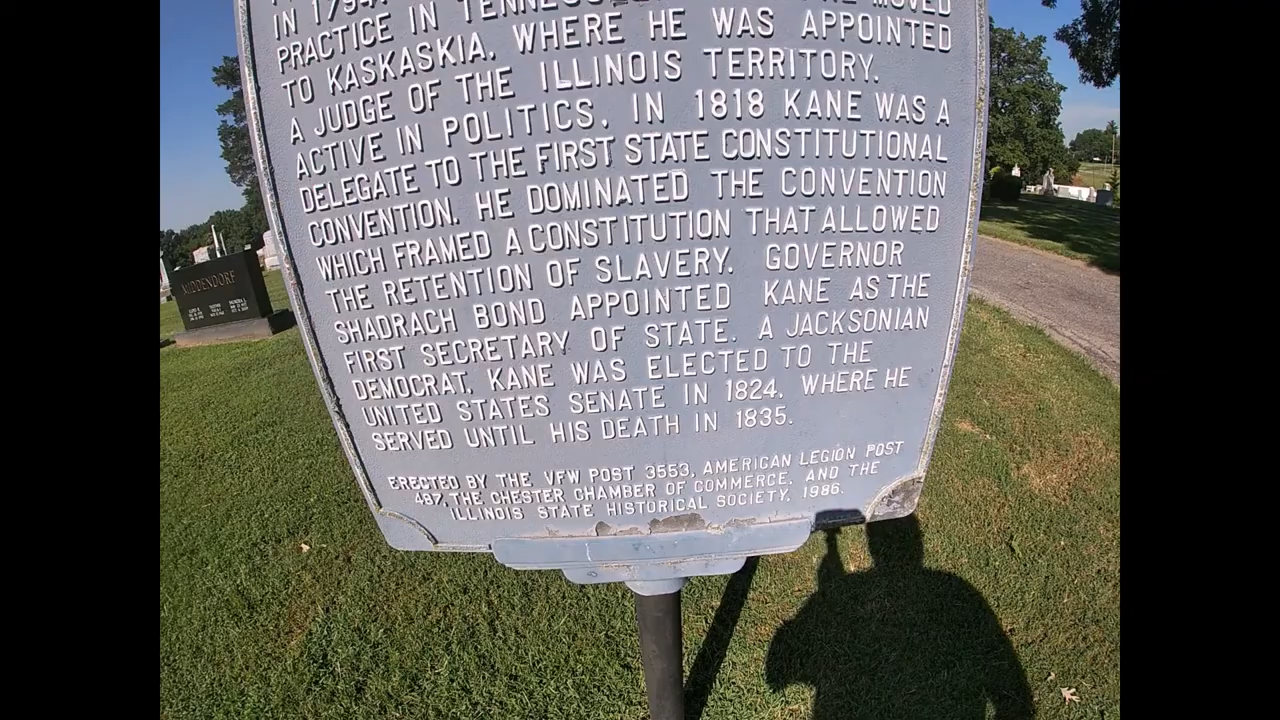 IN 1794.
MOVED
PRACTICE IN TENNESSEE
TO KASKASKIA, WHERE HE WAS APPOINTED
A JUDGE OF THE ILLINOIS TERRITORY.
ACTIVE IN POLITICS, IN 1818 KANE WAS A
DELEGATE TO THE FIRST STATE CONSTITUTIONAL
CONVENTION. HE DOMINATED THE CONVENTION
WHICH FRAMED A CONSTITUTION THAT ALLOWED
THE RETENTION OF SLAVERY. GOVERNOR
SHADRACH BOND APPOINTED KANE AS THE
FIRST SECRETARY OF STATE. A JACKSONIAN
DEMOCRAT, KANE WAS ELECTED TO THE
UNITED STATES SENATE IN 1824, WHERE HE
SERVED UNTIL HIS DEATH IN 1835.
ERECTED BY THE VFW POST 3553, AMERICAN LEGION POST
487, THE CHESTER CHAMBER OF COMMERCE, AND THE
ILLINOIS STATE HISTORICAL SOCIETY, 1986.
MIDDENDORF